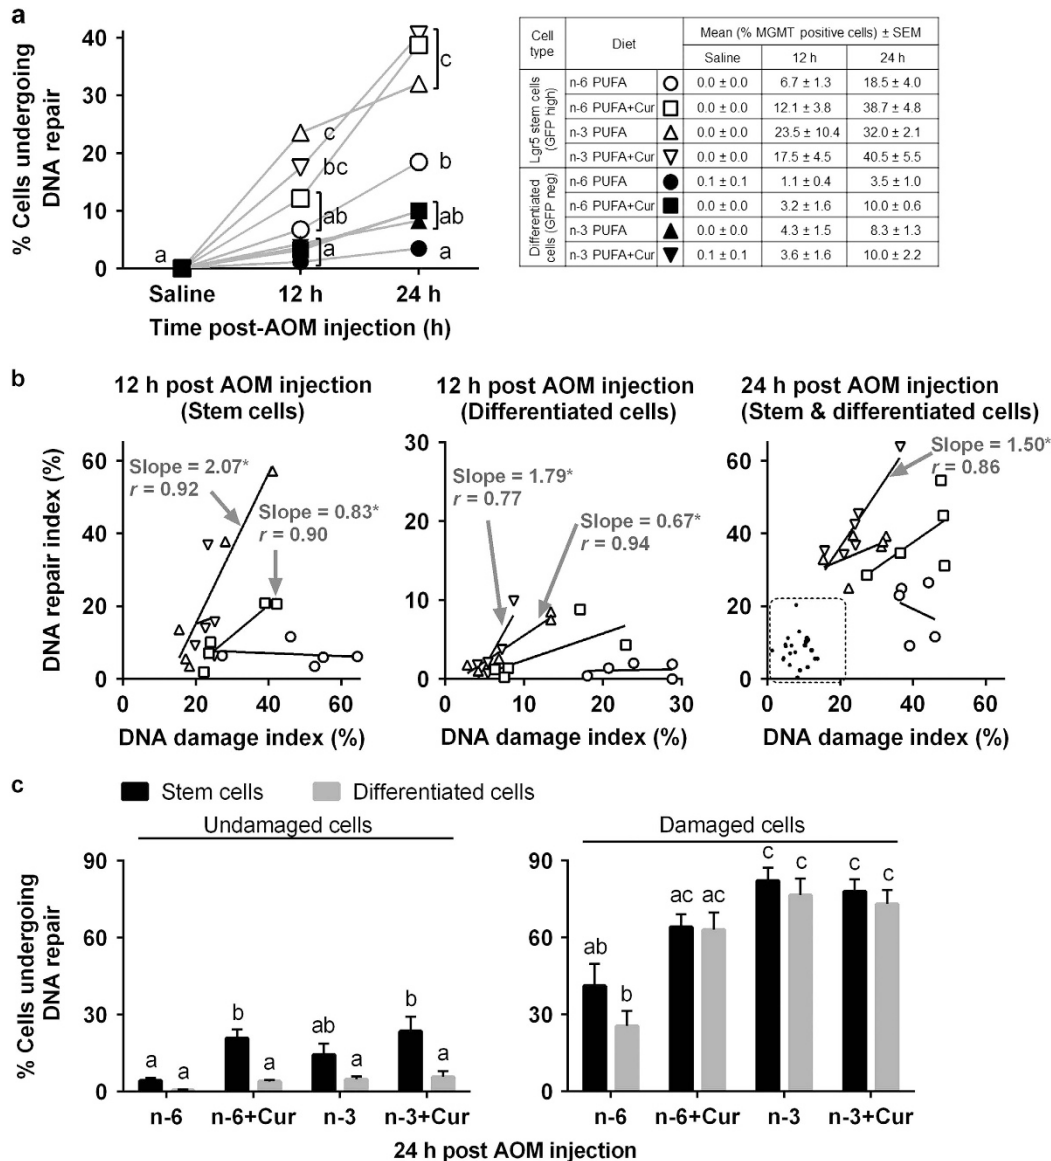 a
% Cells undergoing
DNA repair
40
30
20
10
0
a
c
bc
ab
a
c
b
ab
a
Saline
12 h
24 h
Time post-AOM injection (h)
Cell type
Diet
Mean (% MGMT positive cells) ± SEM
Saline 12 h 24 h
Lgr5 stem cells (GFP high)
n-6 PUFA 0.0 ± 0.0 6.7 ± 1.3 18.5 ± 4.0
n-6 PUFA+Cur 0.0 ± 0.0 12.1 ± 3.8 38.7 ± 4.8
n-3 PUFA 0.0 ± 0.0 23.5 ± 10.4 32.0 ± 2.1
n-3 PUFA+Cur 0.0 ± 0.0 17.5 ± 4.5 40.5 ± 5.5
Differentiated cells (GFP neg)
n-6 PUFA 0.1 ± 0.1 1.1 ± 0.4 3.5 ± 1.0
n-6 PUFA+Cur 0.0 ± 0.0 3.2 ± 1.6 10.0 ± 0.6
n-3 PUFA 0.0 ± 0.0 4.3 ± 1.5 8.3 ± 1.3
n-3 PUFA+Cur 0.1 ± 0.1 3.6 ± 1.6 10.0 ± 2.2
b
12 h post AOM injection
(Stem cells)
DNA repair index (%)
60
40
20
0
Slope = 2.07*
r = 0.92
Slope = 0.83*
r = 0.90
0 20 40 60
DNA damage index (%)
12 h post AOM injection
(Differentiated cells)
30
20
10
0
Slope = 1.79*
r = 0.77
Slope = 0.67*
r = 0.94
0 10 20 30
DNA damage index (%)
24 h post AOM injection
(Stem & differentiated cells)
60
40
20
0
Slope = 1.50*
r = 0.86
0 20 40 60
DNA damage index (%)
c
Stem cells
Differentiated cells
Undamaged cells
% Cells undergoing
DNA repair
90
60
30
0
a a b a ab a b a
n-6 n-6+Cur n-3 n-3+Cur
Damaged cells
90
60
30
0
ab b ac ac c c c c
n-6 n-6+Cur n-3 n-3+Cur
24 h post AOM injection